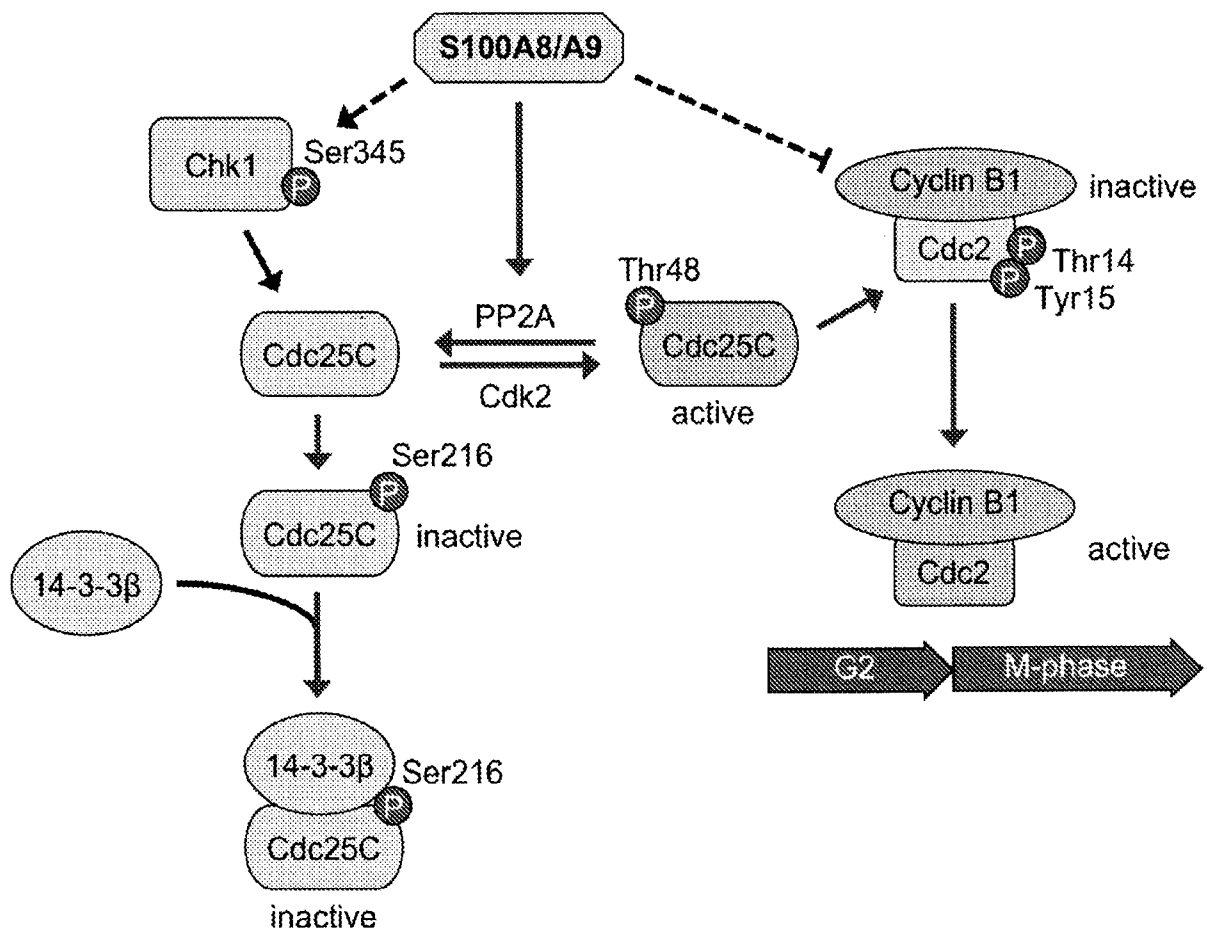 S100A8/A9
Chk1
Ser345
P
Cyclin B1
inactive
Cdc2
P
P
Thr14
Tyr15
Thr48
P
PP2A
Cdc25C
Cdc25C
Cdk2
active
Ser216
P
Cdc25C
inactive
14-3-3β
Cyclin B1
active
Cdc2
G2
M-phase
14-3-3β
Ser216
P
Cdc25C
inactive